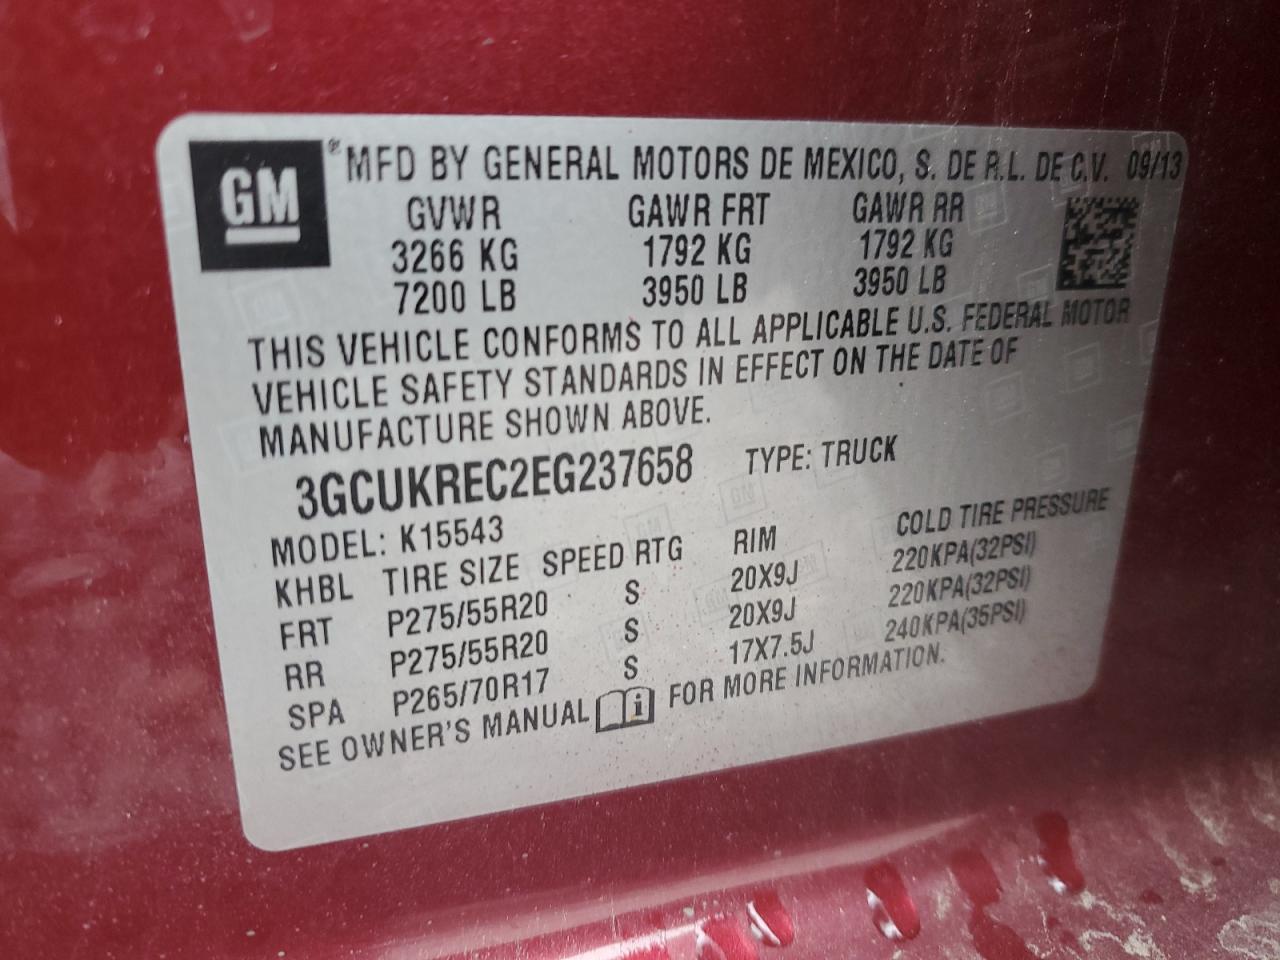 GM ® MFD BY GENERAL MOTORS DE MEXICO, S. DE R.L. DE C.V. 09/13
GVWR GAWR FRT GAWR RR
3266 KG 1792 KG 1792 KG
7200 LB 3950 LB 3950 LB
THIS VEHICLE CONFORMS TO ALL APPLICABLE U.S. FEDERAL MOTOR
VEHICLE SAFETY STANDARDS IN EFFECT ON THE DATE OF
MANUFACTURE SHOWN ABOVE.
3GCUKREC2EG237658 TYPE: TRUCK
MODEL: K15543
KHBL TIRE SIZE SPEED RTG RIM COLD TIRE PRESSURE
FRT P275/55R20 S 20X9J 220KPA(32PSI)
RR P275/55R20 S 20X9J 220KPA(32PSI)
SPA P265/70R17 S 17X7.5J 240KPA(35PSI)
SEE OWNER'S MANUAL i FOR MORE INFORMATION.